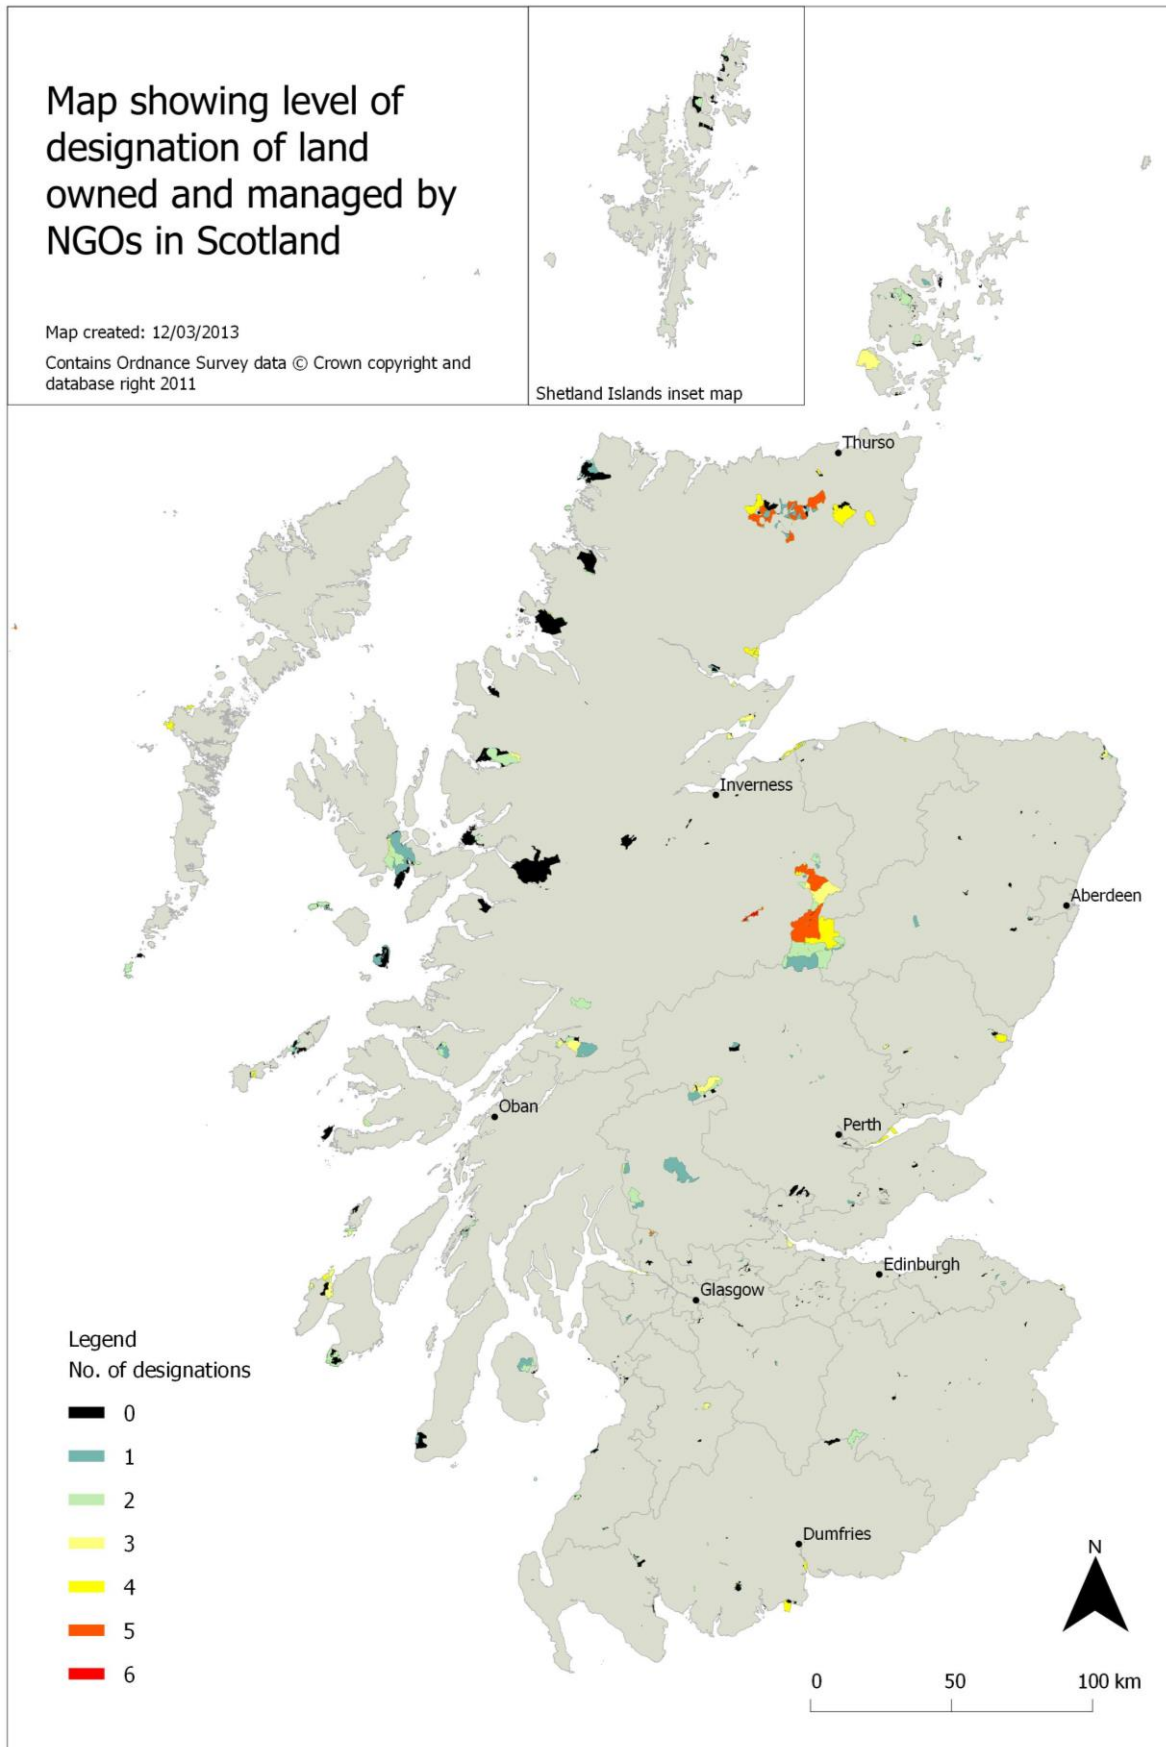 Map showing level of
designation of land
owned and managed by
NGOs in Scotland
Map created: 12/03/2013
Contains Ordnance Survey data © Crown copyright and
database right 2011
Shetland Islands inset map
Thurso
Inverness
Aberdeen
Oban
Perth
Edinburgh
Glasgow
Dumfries
Legend
No. of designations
0
1
2
3
4
5
6
N
0 50 100 km